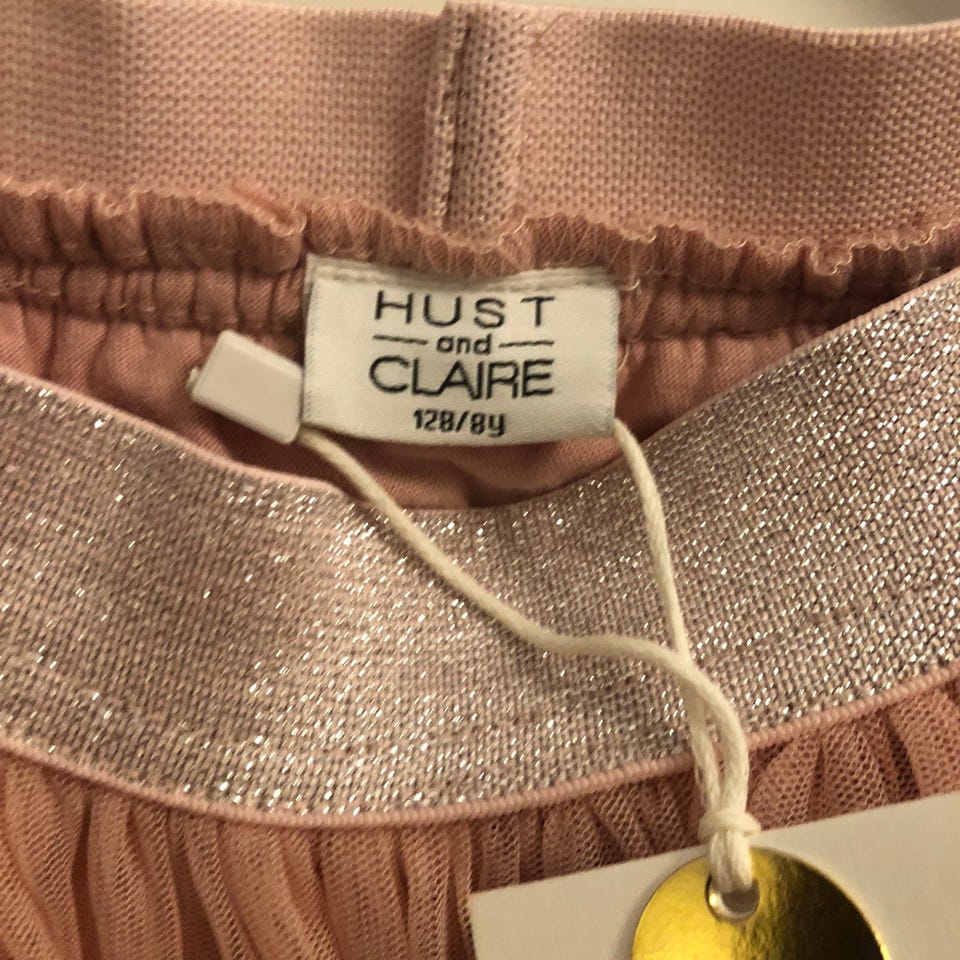 HUST
and
CLAIRE
128/8y